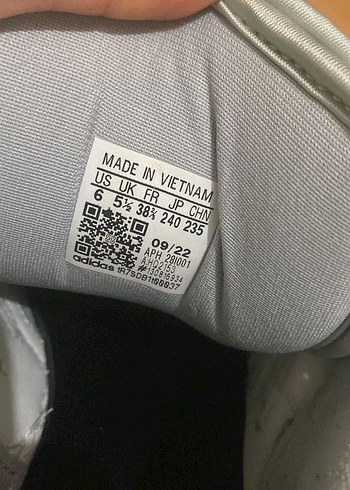 MADE IN VIETNAM
US UK FR JP CHN
6 5½ 38⅔ 240 235
09/22
APH 281001
adidas